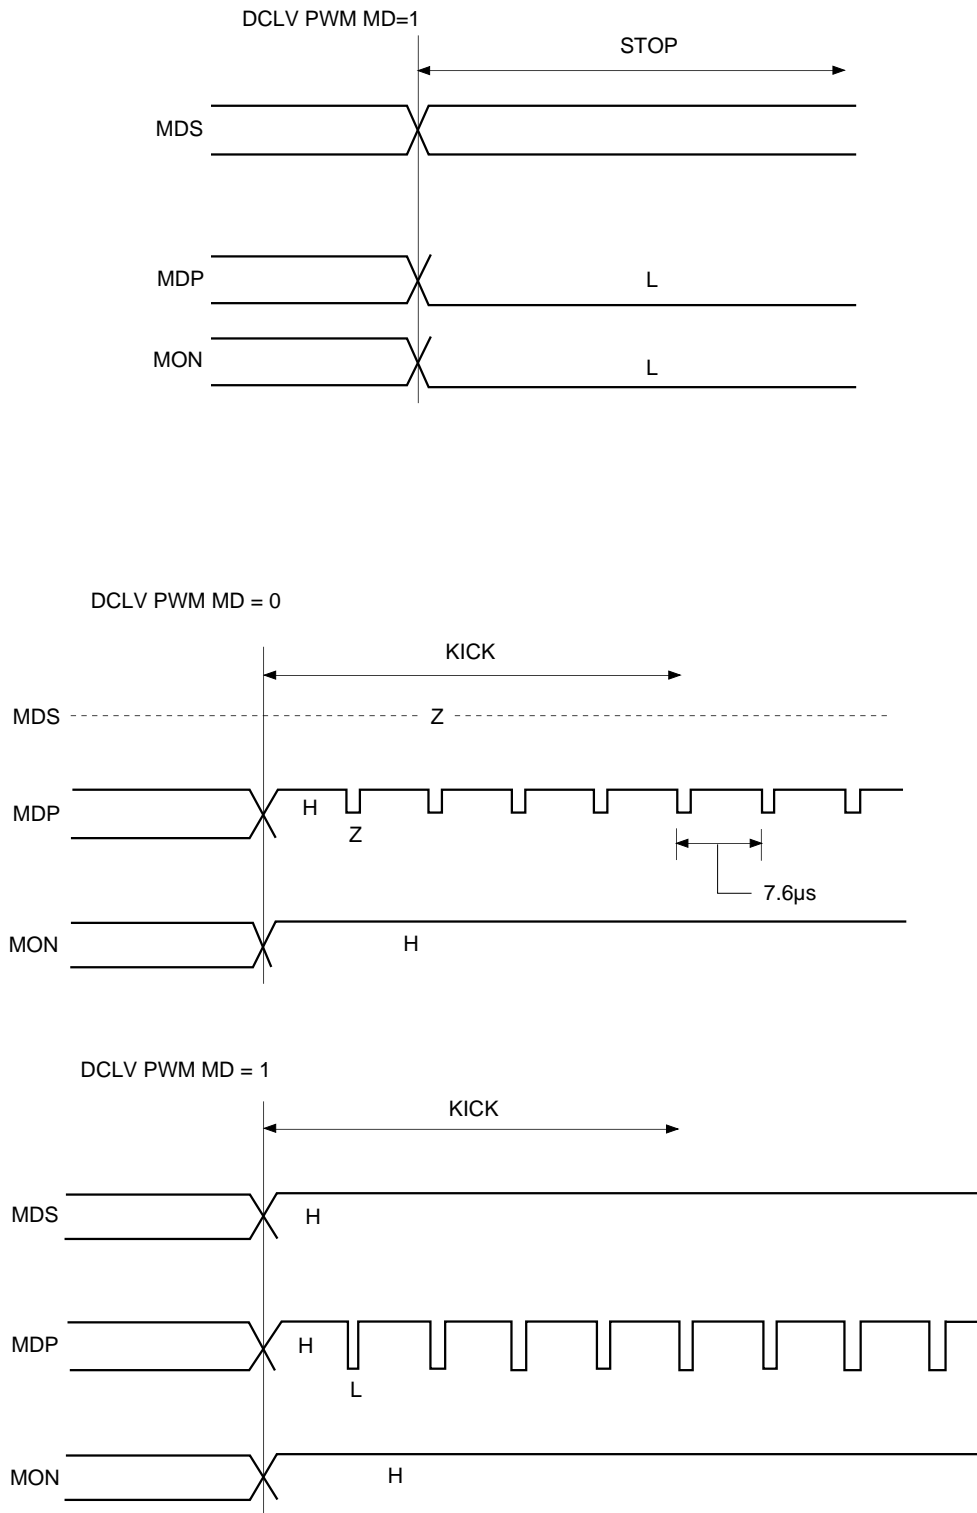 DCLV PWM MD=1
STOP
MDS
MDP
L
MON
L
DCLV PWM MD = 0
KICK
MDS
Z
MDP
H
Z
7.6µs
MON
H
DCLV PWM MD = 1
KICK
MDS
H
MDP
H
L
MON
H